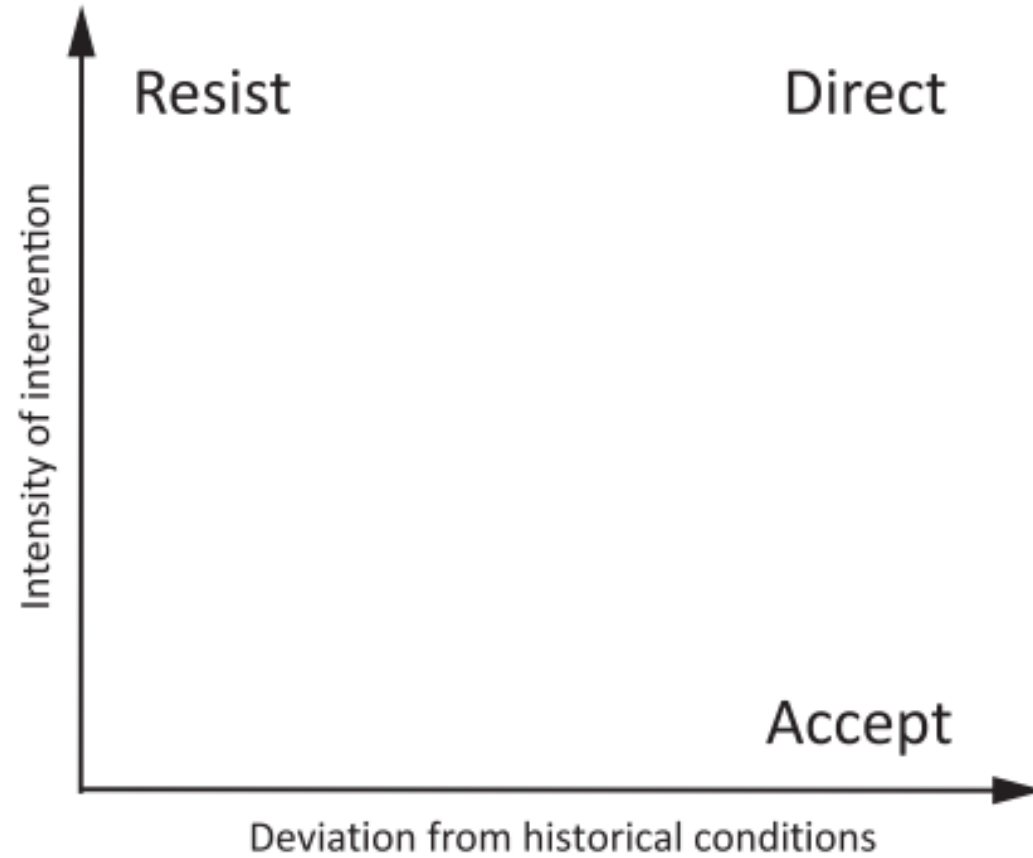 Resist
Direct
Intensity of intervention
Accept
Deviation from historical conditions